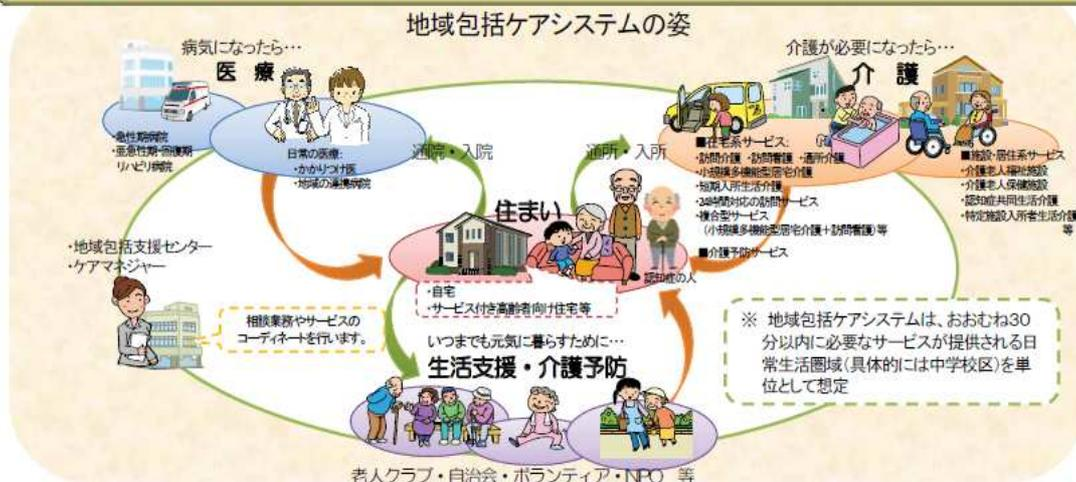 地域包括ケアシステムの姿
病気になったら…
医 療
・急性期病院
・亜急性期・回復期
リハビリ病院
日常の医療:
・かかりつけ医
・地域の連携病院
通院・入院
通所・入所
介護が必要になったら…
介 護
■在宅系サービス:
・訪問介護 ・訪問看護 ・通所介護
・小規模多機能型居宅介護
・短期入所生活介護
・24時間対応の訪問サービス
・複合型サービス
(小規模多機能型居宅介護+訪問看護)等
■介護予防サービス
■施設・居住系サービス
・介護老人福祉施設
・介護老人保健施設
・認知症共同生活介護
・特定施設入所者生活介護
等
住まい
認知症の人
・自宅
・サービス付き高齢者向け住宅等
・地域包括支援センター
・ケアマネジャー
相談業務やサービスの
コーディネートを行います。
いつまでも元気に暮らすために…
生活支援・介護予防
老人クラブ・自治会・ボランティア・NPO 等
※ 地域包括ケアシステムは、おおむね30
分以内に必要なサービスが提供される日
常生活圏域(具体的には中学校区)を単
位として想定